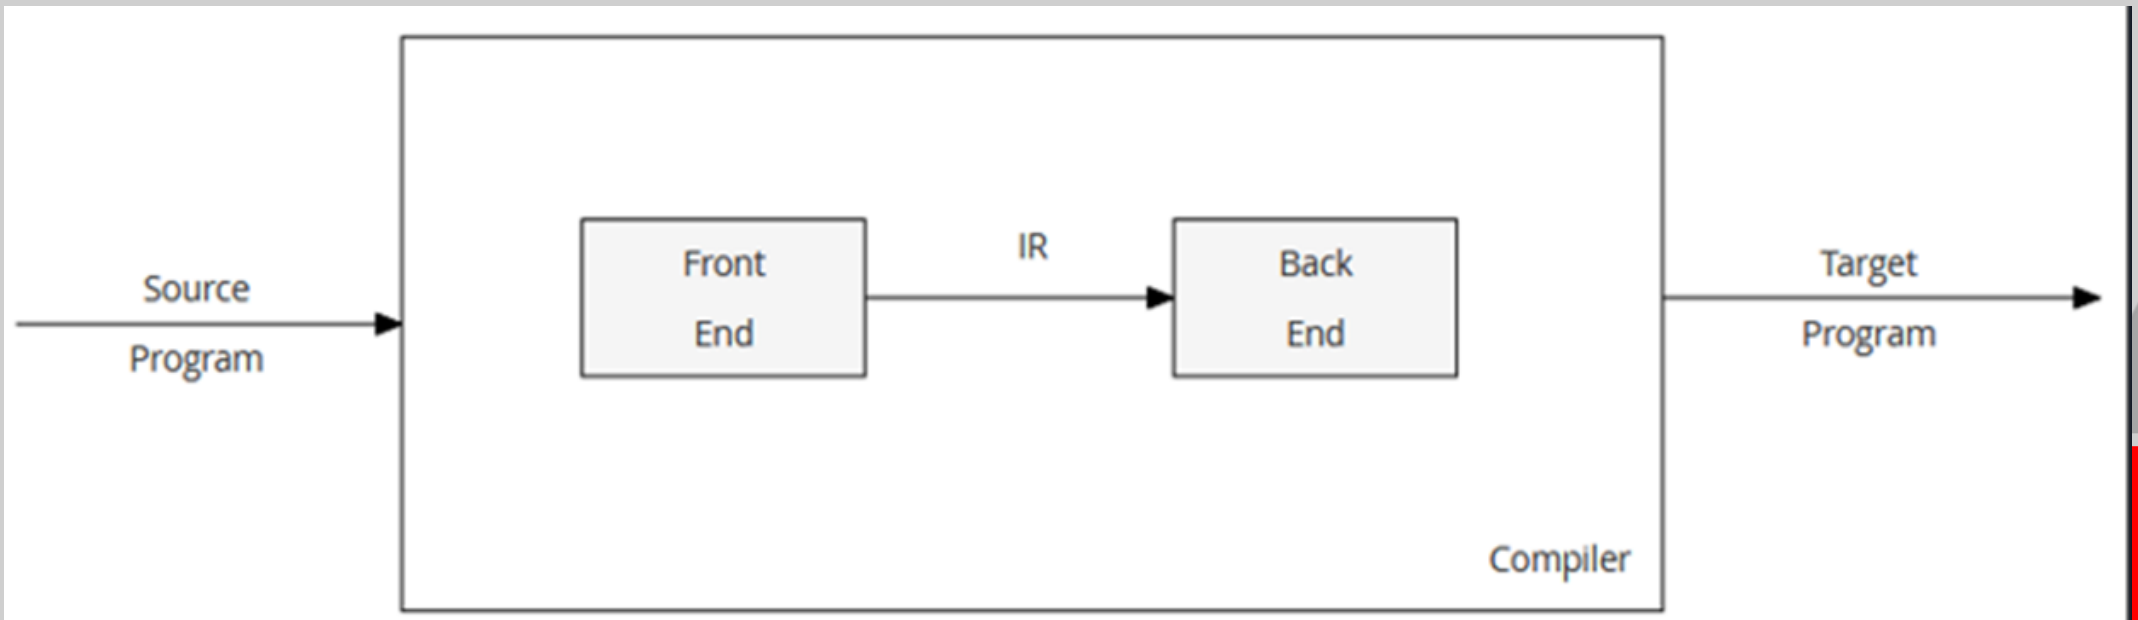 Source
Program
Front
End
IR
Back
End
Target
Program
Compiler